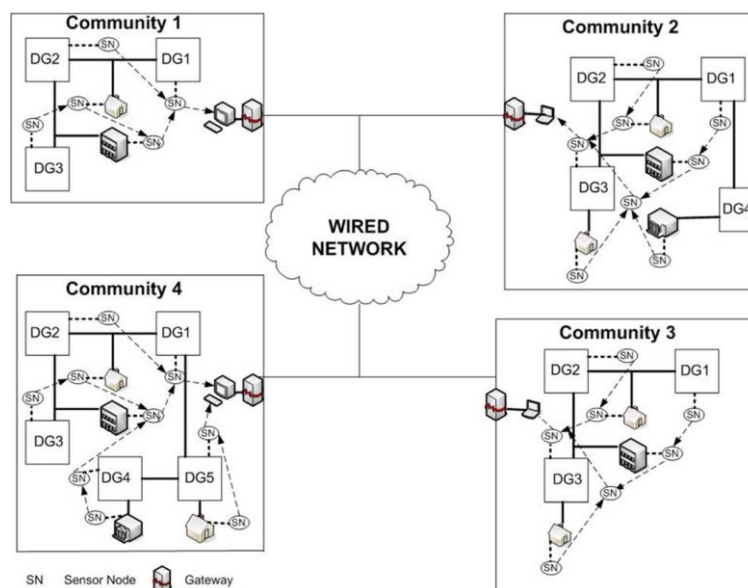 Community 1
SN
DG2
DG1
SN
SN
SN
SN
DG3
Community 2
SN
DG2
DG1
SN
SN
SN
SN
DG3
SN
DG4
SN
SN
WIRED
NETWORK
Community 4
SN
DG2
DG1
SN
SN
SN
SN
DG3
SN
SN
DG4
DG5
SN
SN
Community 3
SN
DG2
DG1
SN
SN
SN
SN
DG3
SN
SN
SN Sensor Node Gateway